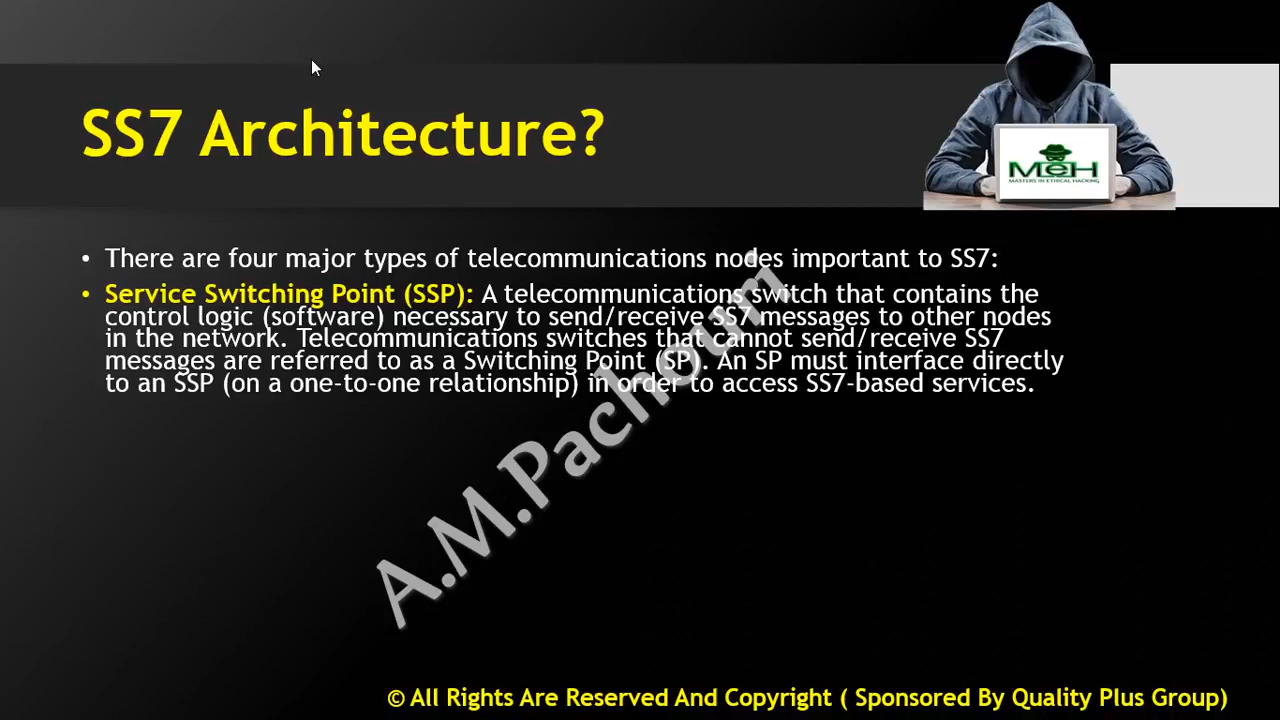 SS7 Architecture?
MeH
MASTERS IN ETHICAL HACKING
• There are four major types of telecommunications nodes important to SS7:
• Service Switching Point (SSP): A telecommunications switch that contains the
control logic (software) necessary to send/receive SS7 messages to other nodes
in the network. Telecommunications switches that cannot send/receive SS7
messages are referred to as a Switching Point (SP). An SP must interface directly
to an SSP (on a one-to-one relationship) in order to access SS7-based services.
A.M.Pachouri
© All Rights Are Reserved And Copyright ( Sponsored By Quality Plus Group)